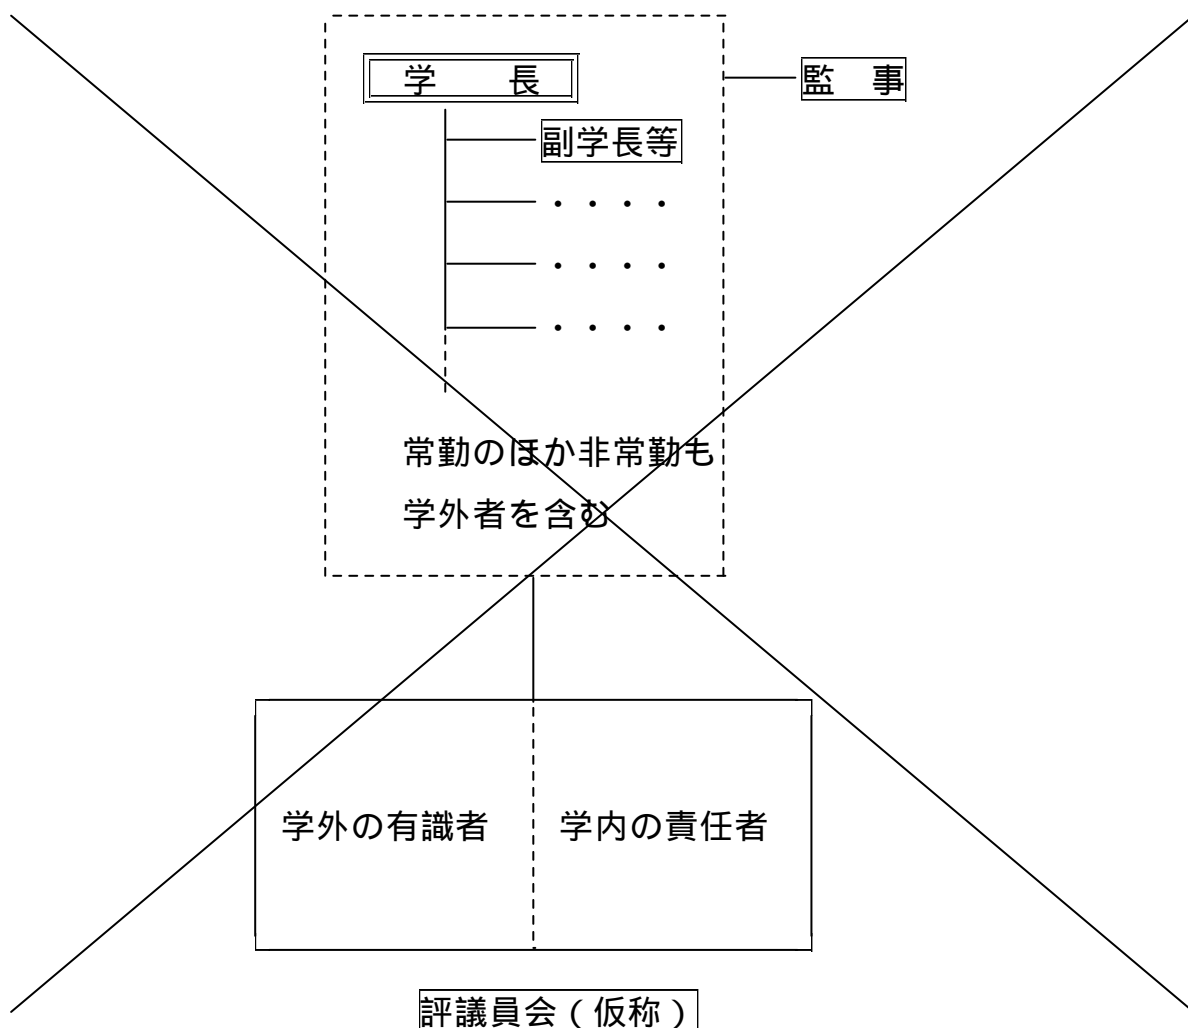 学　　長
監　事
副学長等
・・・・
・・・・
・・・・
常勤のほか非常勤も
学外者を含む
学外の有識者
学内の責任者
評議員会（仮称）